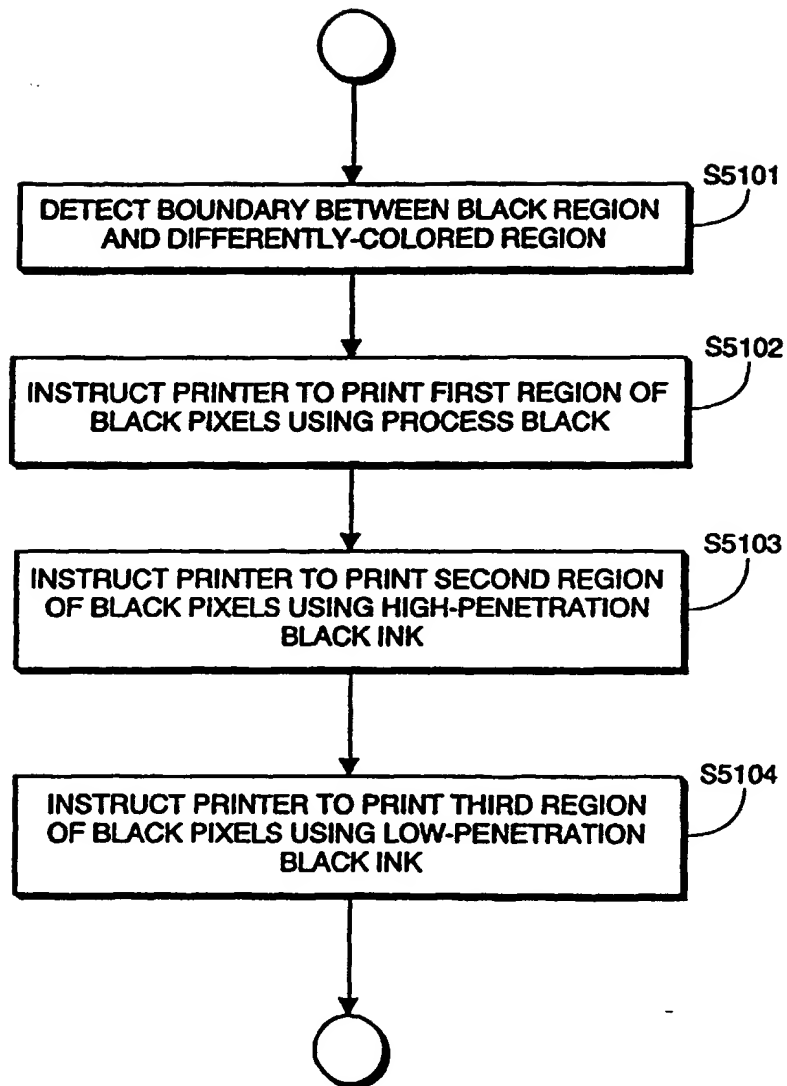 S5101
DETECT BOUNDARY BETWEEN BLACK REGION
AND DIFFERENTLY-COLORED REGION
S5102
INSTRUCT PRINTER TO PRINT FIRST REGION OF
BLACK PIXELS USING PROCESS BLACK
S5103
INSTRUCT PRINTER TO PRINT SECOND REGION
OF BLACK PIXELS USING HIGH-PENETRATION
BLACK INK
S5104
INSTRUCT PRINTER TO PRINT THIRD REGION
OF BLACK PIXELS USING LOW-PENETRATION
BLACK INK